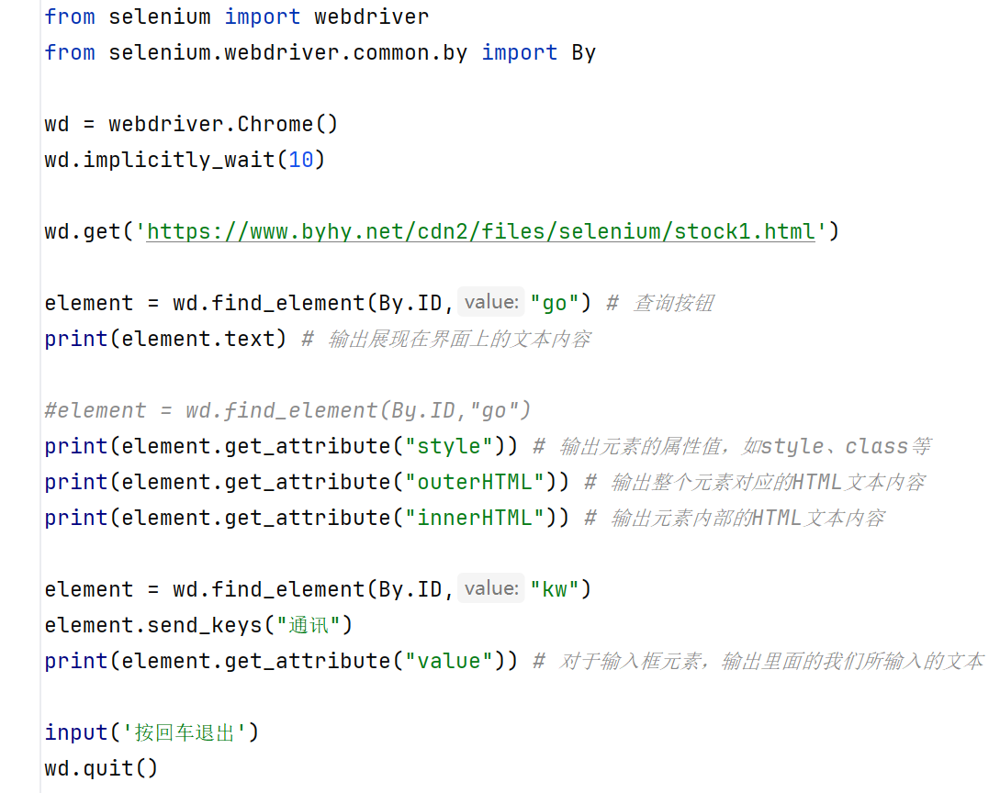 from selenium import webdriver
from selenium.webdriver.common.by import By
wd = webdriver.Chrome()
wd.implicitly_wait(10)
wd.get('https://www.byhy.net/cdn2/files/selenium/stock1.html')
element = wd.find_element(By.ID, value: "go") # 查询按钮
print(element.text) # 输出展现在界面上的文本内容
#element = wd.find_element(By.ID,"go")
print(element.get_attribute("style")) # 输出元素的属性值，如style、class等
print(element.get_attribute("outerHTML")) # 输出整个元素对应的HTML文本内容
print(element.get_attribute("innerHTML")) # 输出元素内部的HTML文本内容
element = wd.find_element(By.ID, value: "kw")
element.send_keys("通讯")
print(element.get_attribute("value")) # 对于输入框元素，输出里面的我们所输入的文本
input('按回车退出')
wd.quit()